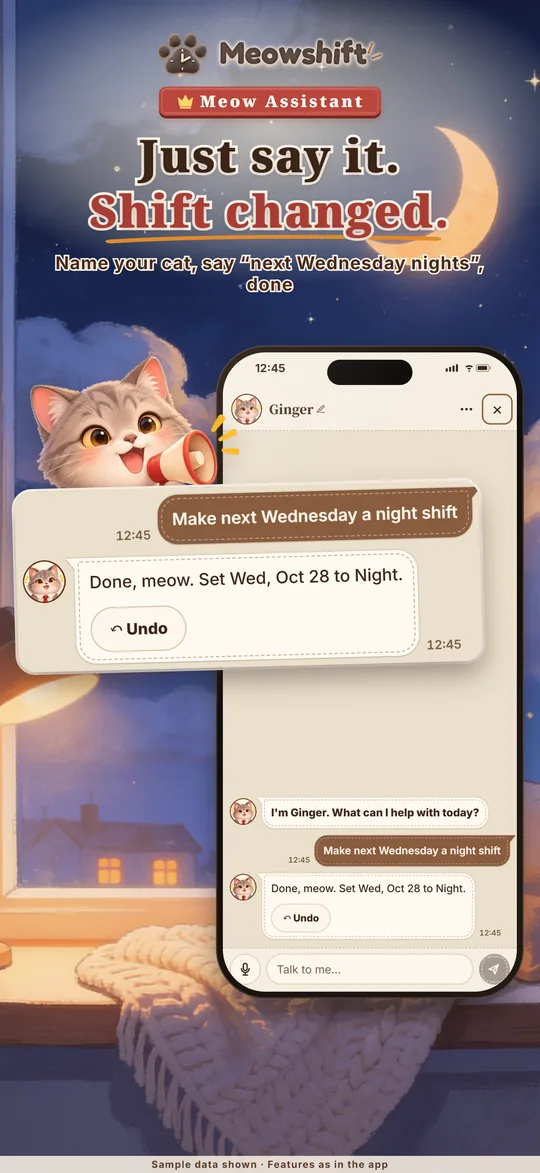 Meowshift
Meow Assistant
Just say it.
Shift changed.
Name your cat, say “next Wednesday nights”,
done
12:45
Ginger
Make next Wednesday a night shift
12:45
Done, meow. Set Wed, Oct 28 to Night.
Undo
12:45
I'm Ginger. What can I help with today?
Make next Wednesday a night shift
12:45
Done, meow. Set Wed, Oct 28 to Night.
Undo
12:45
Talk to me...
Sample data shown · Features as in the app